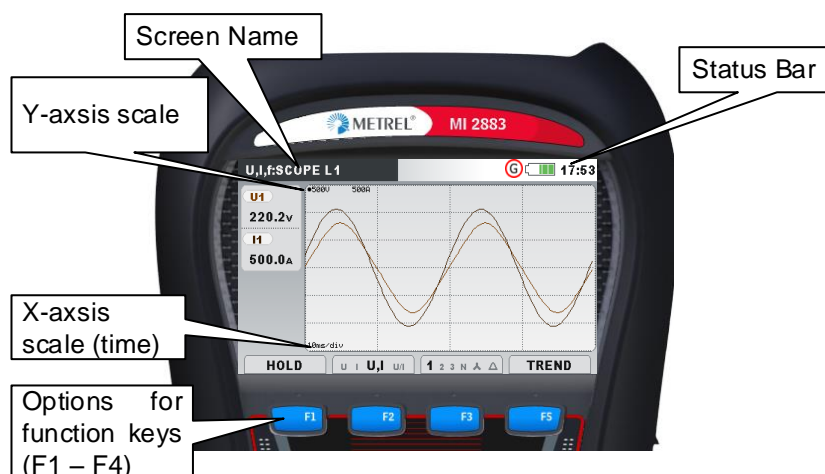 Screen Name
Status Bar
Y-axsis scale
METREL® MI 2883
U,I,f:SCOPE L1 G 17:53
U1 500V 500A
220.2V
I1
500.0A
X-axsis
scale (time)
10ms/div
HOLD U I U,I U/I 1 2 3 N Δ TREND
Options for
function keys
(F1 – F4)
F1 F2 F3 F5